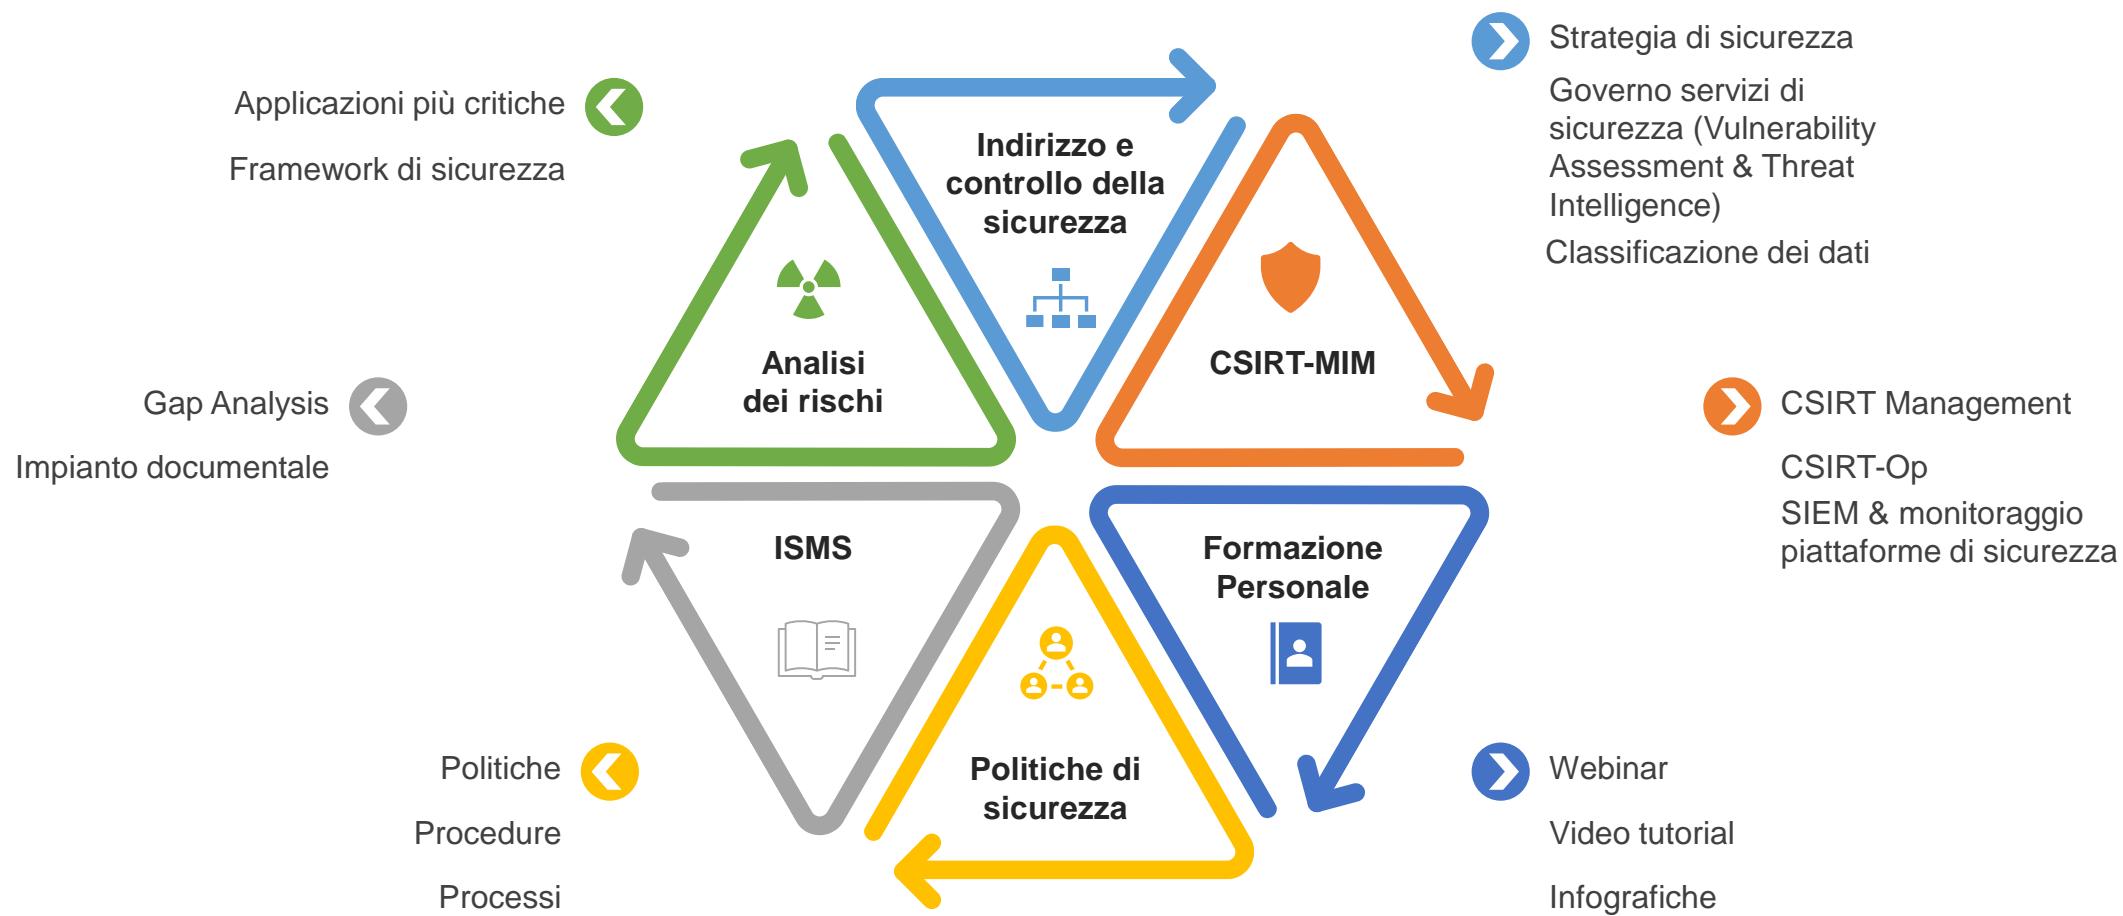 Strategia di sicurezza
Governo servizi di
sicurezza (Vulnerability
Assessment & Threat
Intelligence)
Classificazione dei dati
Applicazioni più critiche
Framework di sicurezza
Indirizzo e
controllo della
sicurezza
Analisi
dei rischi
CSIRT-MIM
Gap Analysis
Impianto documentale
CSIRT Management
CSIRT-Op
SIEM & monitoraggio
piattaforme di sicurezza
ISMS
Formazione
Personale
Politiche di
sicurezza
Politiche
Procedure
Processi
Webinar
Video tutorial
Infografiche